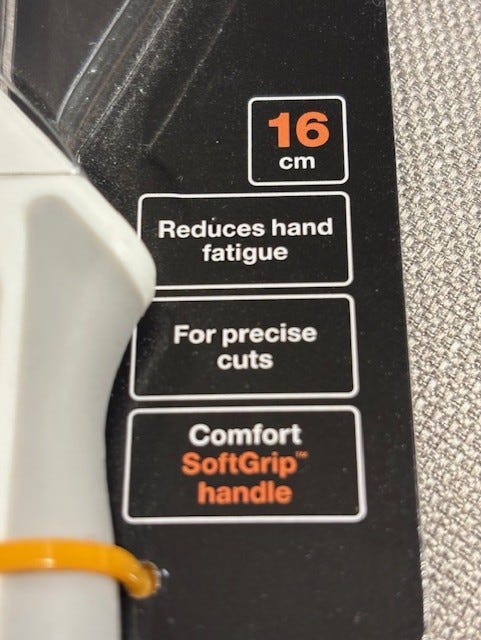 16
cm
Reduces hand
fatigue
For precise
cuts
Comfort
SoftGrip™
handle